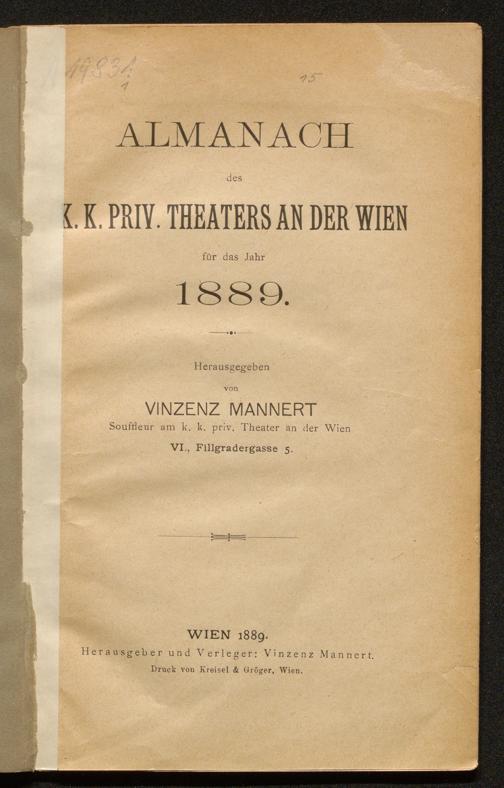 15
ALMANACH
des
K. K. PRIV. THEATERS AN DER WIEN
für das Jahr
1889.
Herausgegeben
von
VINZENZ MANNERT
Souffleur am k. k. priv. Theater an der Wien
VI., Fillgradergasse 5.
WIEN 1889.
Herausgeber und Verleger: Vinzenz Mannert.
Druck von Kreisel & Gröger, Wien.